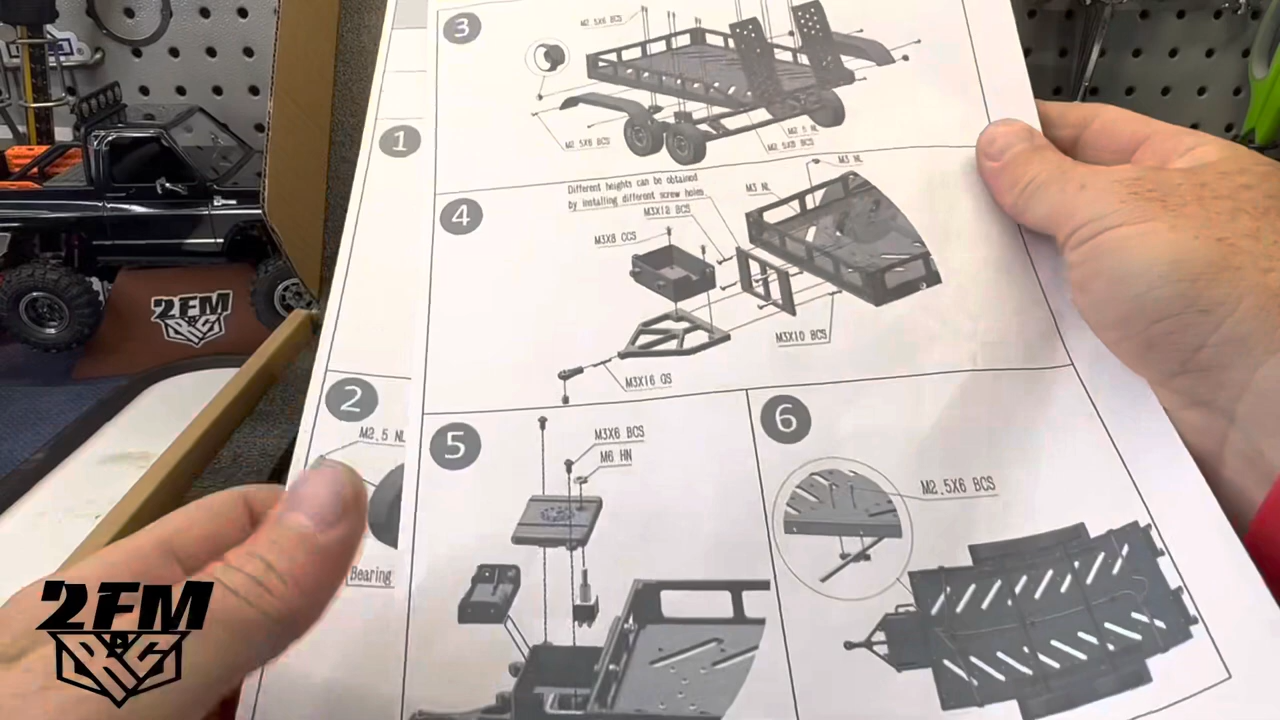 3
M2.5X6 BCS
M2.5X6 BCS
M2.5 NL
M2.5X8 BCS
1
4
Different heights can be obtained
by installing different screw holes
M3 NL
M3 NL
M3X12 BCS
M3X8 CCS
M3X10 BCS
M3X16 GS
2
M2.5 NL
Bearing
5
M3X6 BCS
M6 HN
6
M2.5X6 BCS
2FM
RC
2FM
RC